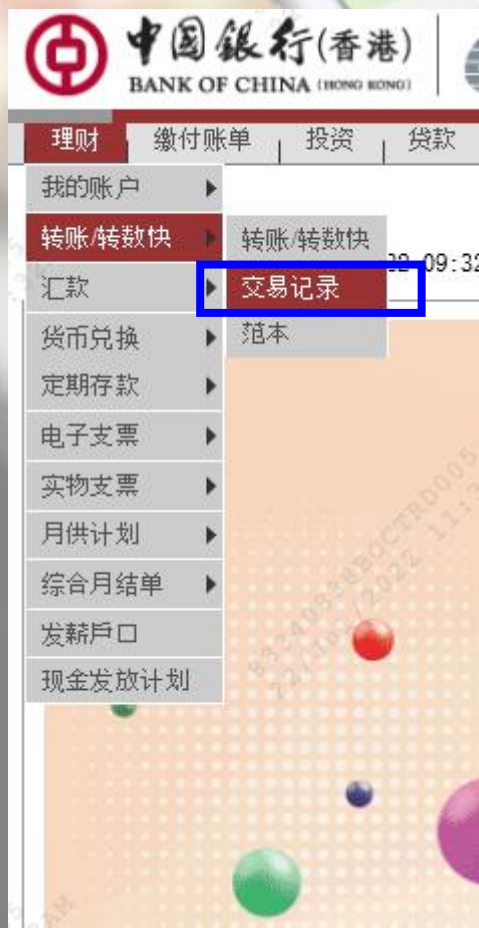 中国银行(香港)
BANK OF CHINA (HONG KONG)
理财 缴付账单 投资 贷款
我的账户
转账/转数快
转账/转数快
09:32
汇款
交易记录
货币兑换
范本
定期存款
电子支票
实物支票
月供计划
综合月结单
发薪戶口
现金发放计划